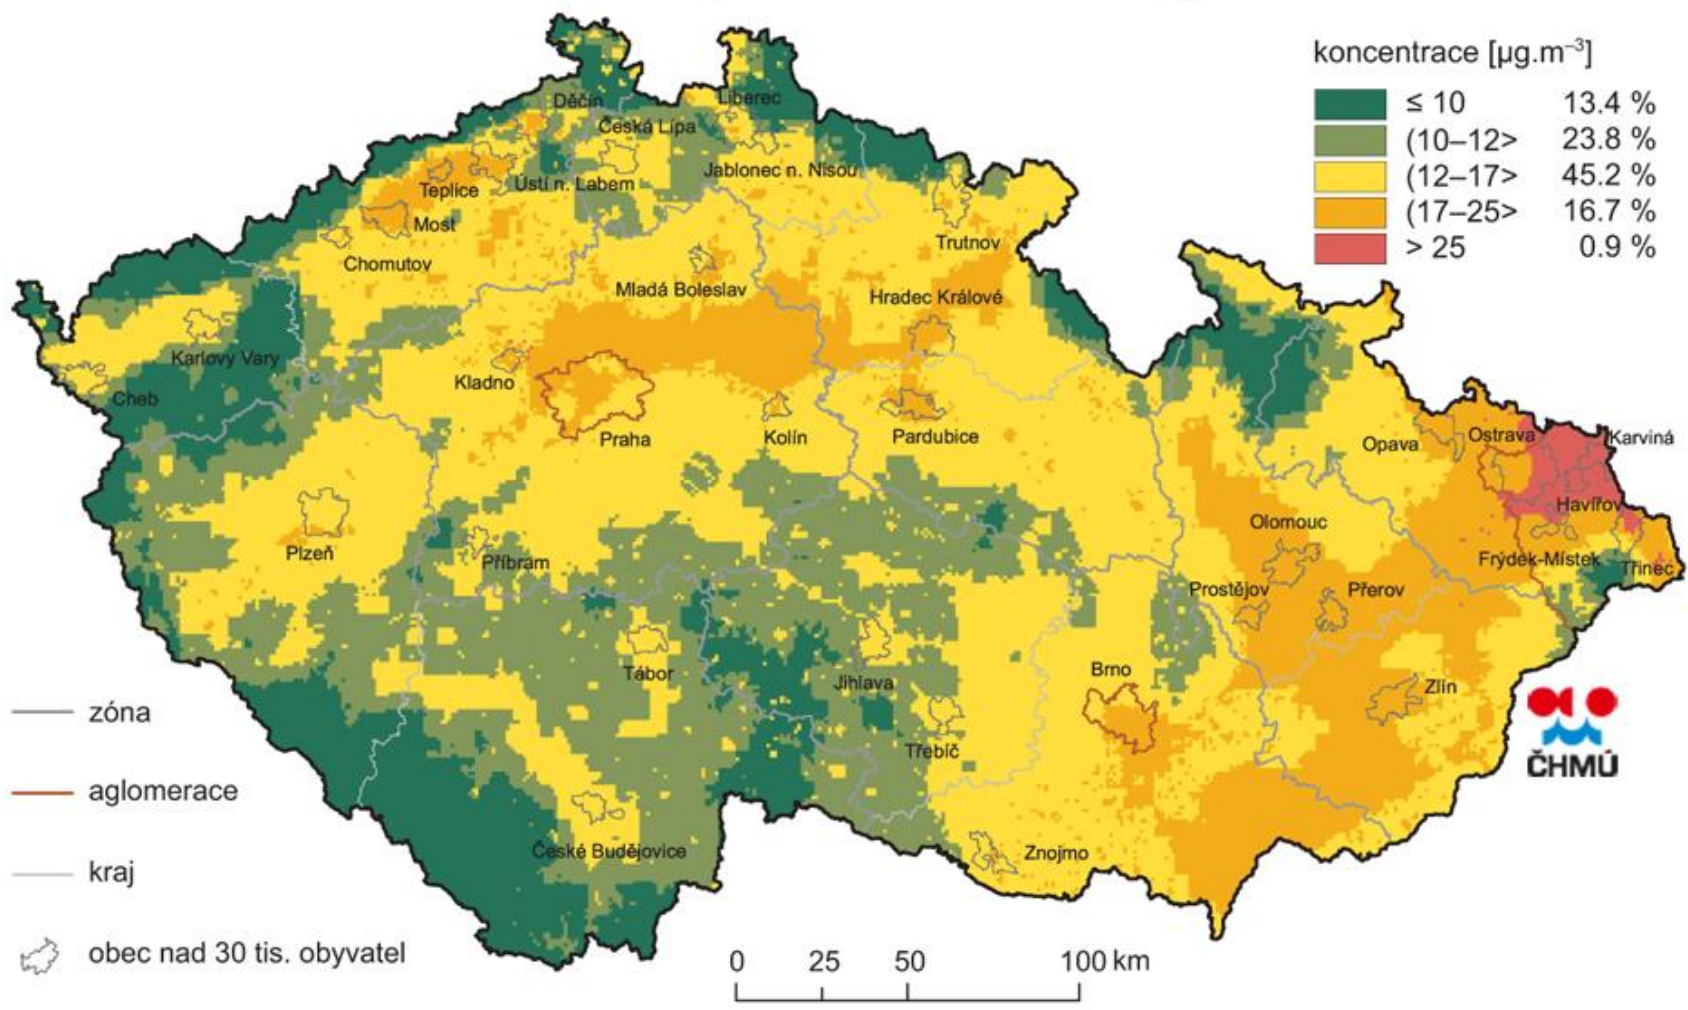 koncentrace [µg.m⁻³]
≤ 10 13.4 %
(10–12> 23.8 %
(12–17> 45.2 %
(17–25> 16.7 %
> 25 0.9 %
Děčín
Liberec
Česká Lípa
Jablonec n. Nisou
Teplice
Ústí n. Labem
Most
Trutnov
Chomutov
Mladá Boleslav
Hradec Králové
Karlovy Vary
Kladno
Cheb
Praha
Kolín
Pardubice
Opava
Ostrava
Karviná
Havířov
Olomouc
Plzeň
Příbram
Frýdek-Místek
Třinec
Prostějov
Přerov
Tábor
Jihlava
Brno
Zlín
Třebíč
České Budějovice
Znojmo
ČHMÚ
zóna
aglomerace
kraj
obec nad 30 tis. obyvatel
0 25 50 100 km